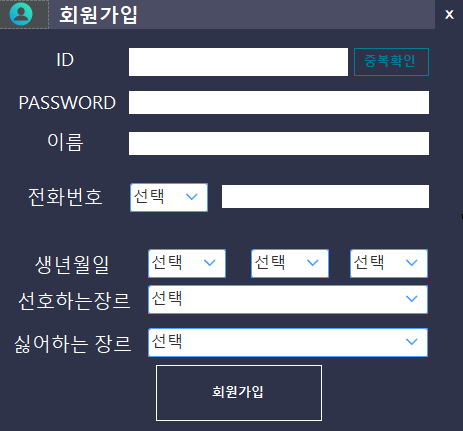 회원가입 x
ID 중복확인
PASSWORD
이름
전화번호 선택
생년월일 선택 선택 선택
선호하는장르 선택
싫어하는 장르 선택
회원가입